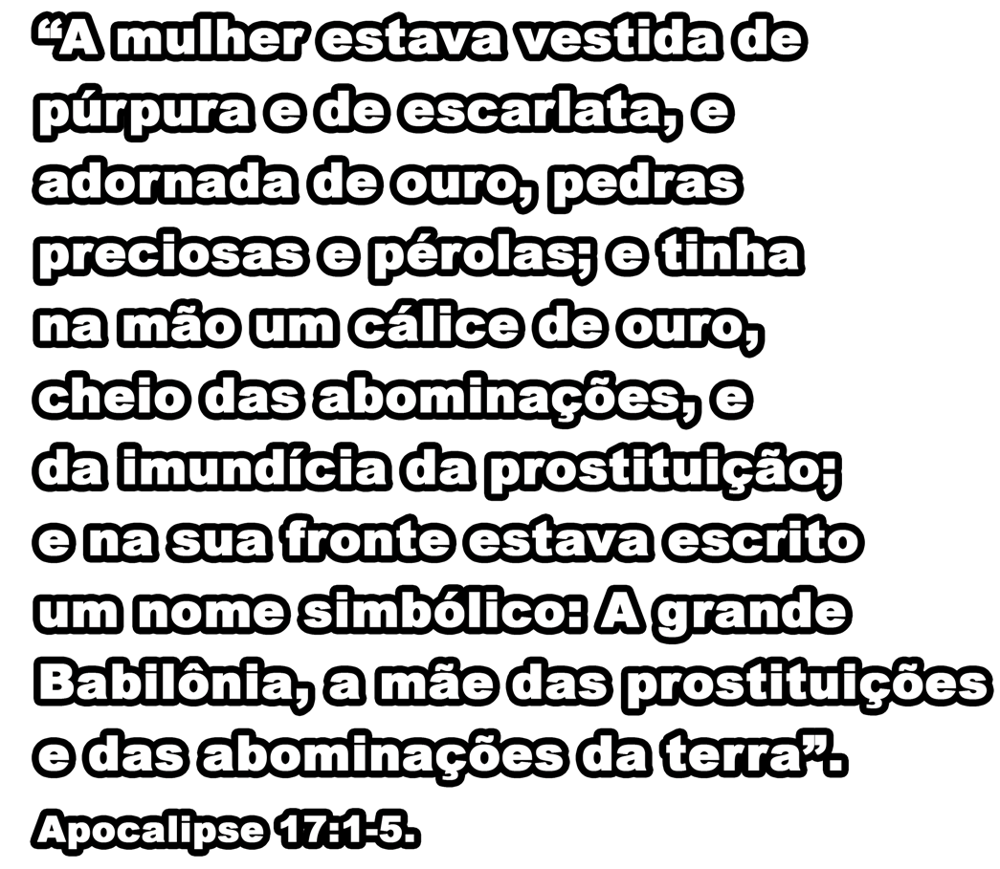 “A mulher estava vestida de
púrpura e de escarlata, e
adornada de ouro, pedras
preciosas e pérolas; e tinha
na mão um cálice de ouro,
cheio das abominações, e
da imundícia da prostituição;
e na sua fronte estava escrito
um nome simbólico: A grande
Babilônia, a mãe das prostituições
e das abominações da terra”.
Apocalipse 17:1-5.